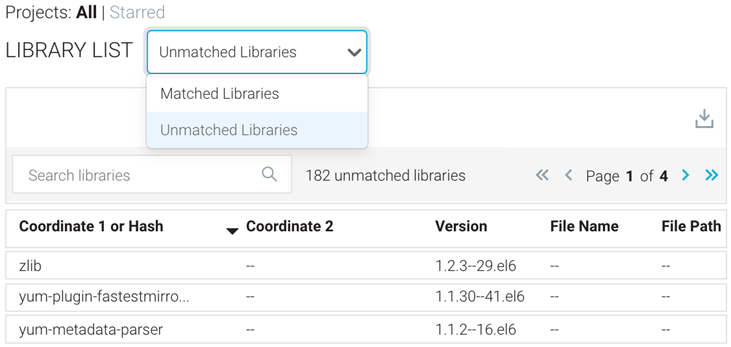 Projects: All | Starred
LIBRARY LIST Unmatched Libraries
Matched Libraries
Unmatched Libraries
Search libraries 182 unmatched libraries Page 1 of 4
Coordinate 1 or Hash Coordinate 2 Version File Name File Path
zlib -- 1.2.3--29.el6 -- --
yum-plugin-fastestmirro... -- 1.1.30--41.el6 -- --
yum-metadata-parser -- 1.1.2--16.el6 -- --